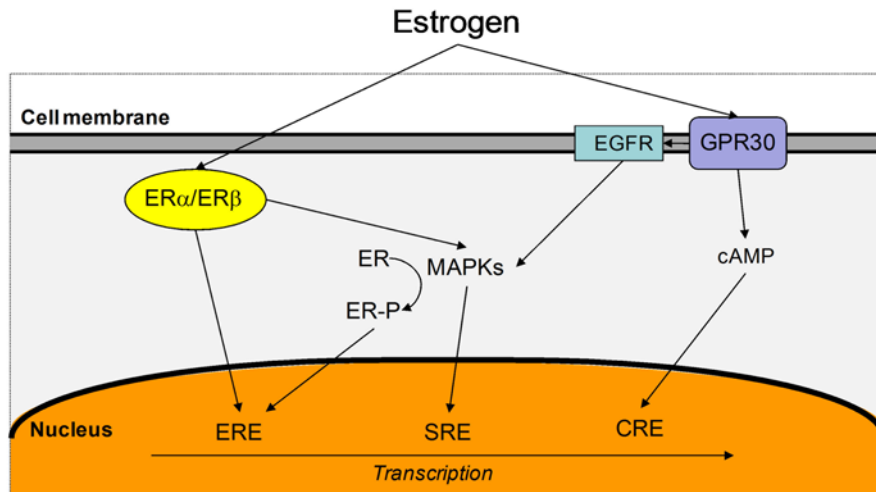 Estrogen
Cell membrane
EGFR
GPR30
ERα/ERβ
ER
MAPKs
cAMP
ER-P
Nucleus
ERE
SRE
CRE
Transcription